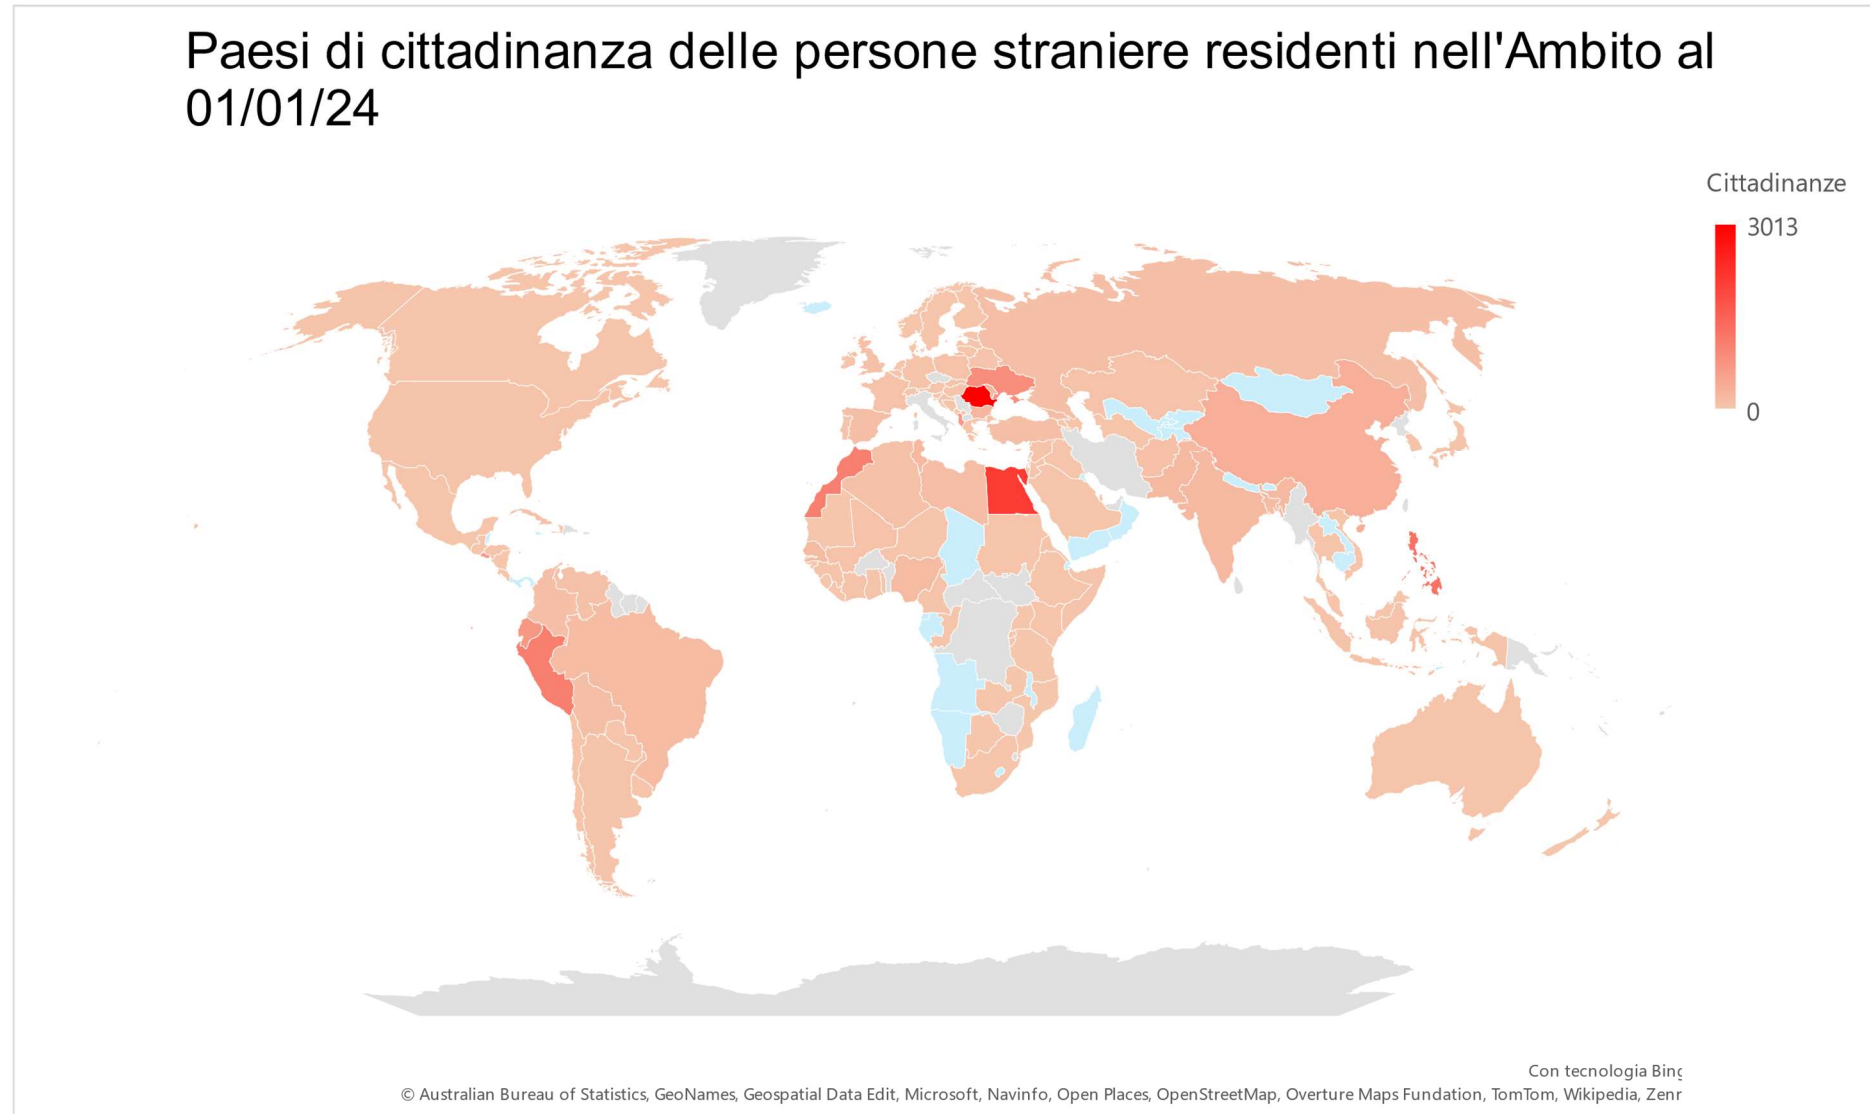 Paesi di cittadinanza delle persone straniere residenti nell'Ambito al
01/01/24
Cittadinanze
3013
0
Con tecnologia Bing
© Australian Bureau of Statistics, GeoNames, Geospatial Data Edit, Microsoft, Navinfo, Open Places, OpenStreetMap, Overture Maps Fundation, TomTom, Wikipedia, Zenr